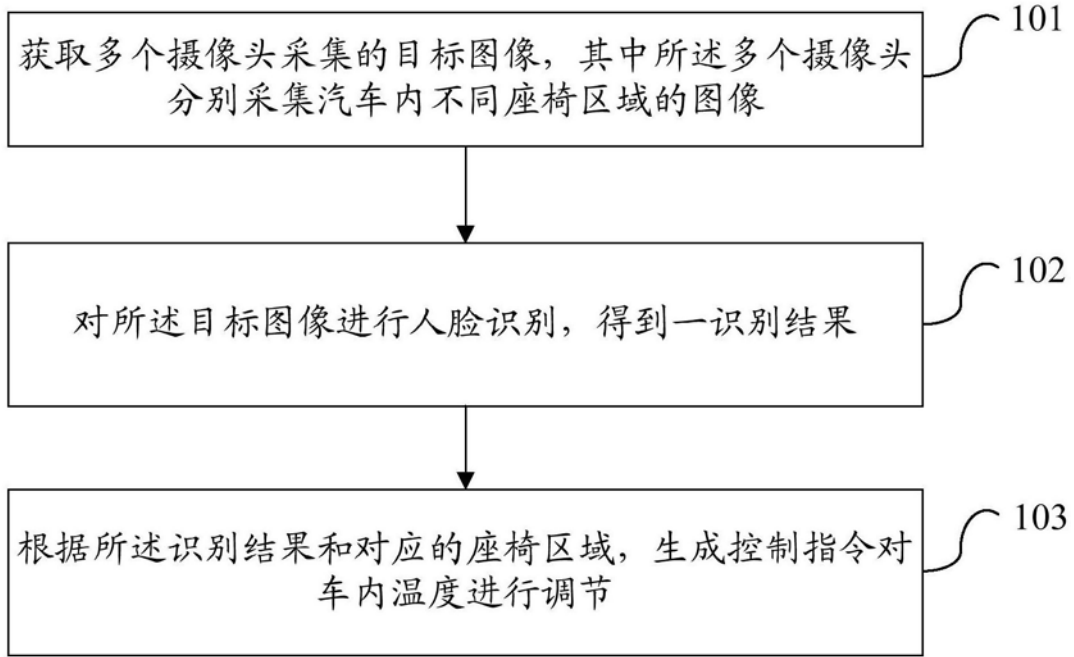 获取多个摄像头采集的目标图像，其中所述多个摄像头
分别采集汽车内不同座椅区域的图像
101
对所述目标图像进行人脸识别，得到一识别结果
102
根据所述识别结果和对应的座椅区域，生成控制指令对
车内温度进行调节
103